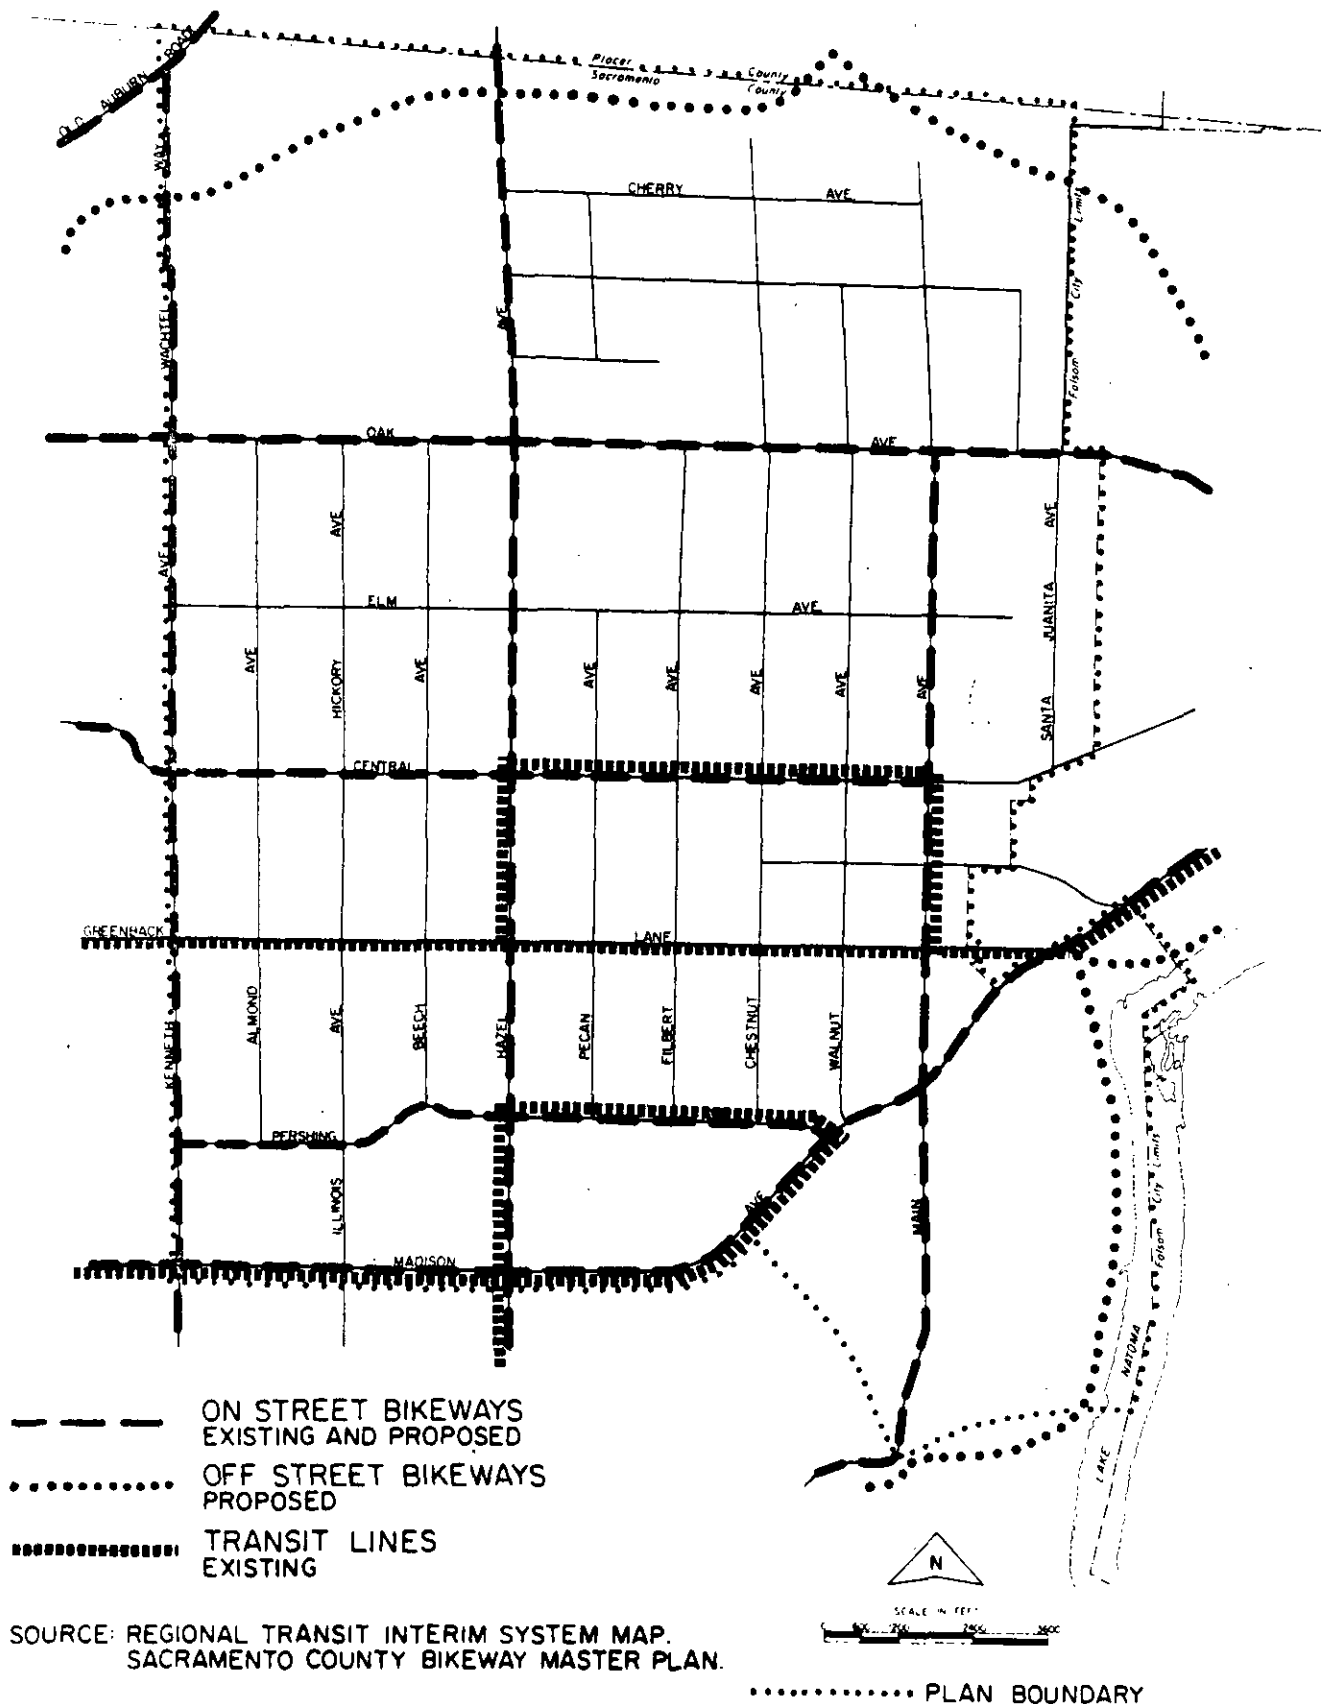 OLD AUBURN ROAD
Placer County
Sacramento County
WAY
WACHTEL
CHERRY AVE.
AVE
City Limits
Folsom
OAK AVE.
AVE
AVE
AVE
AVE
JUANITA
SANTA
ELM AVE.
AVE
HICKORY
AVE
AVE
AVE
AVE
AVE
AVE
CENTRAL
GREENBACK LANE
KENNETH
ALMOND
AVE
BEECH
HAZEL
PECAN
FILBERT
CHESTNUT
WALNUT
PERSHING
ILLINOIS
MADISON
AVE
MAIN
Folsom City Limits
LAKE NATOMA
ON STREET BIKEWAYS
EXISTING AND PROPOSED
OFF STREET BIKEWAYS
PROPOSED
TRANSIT LINES
EXISTING
N
SCALE IN FEET
SOURCE: REGIONAL TRANSIT INTERIM SYSTEM MAP.
SACRAMENTO COUNTY BIKEWAY MASTER PLAN.
PLAN BOUNDARY